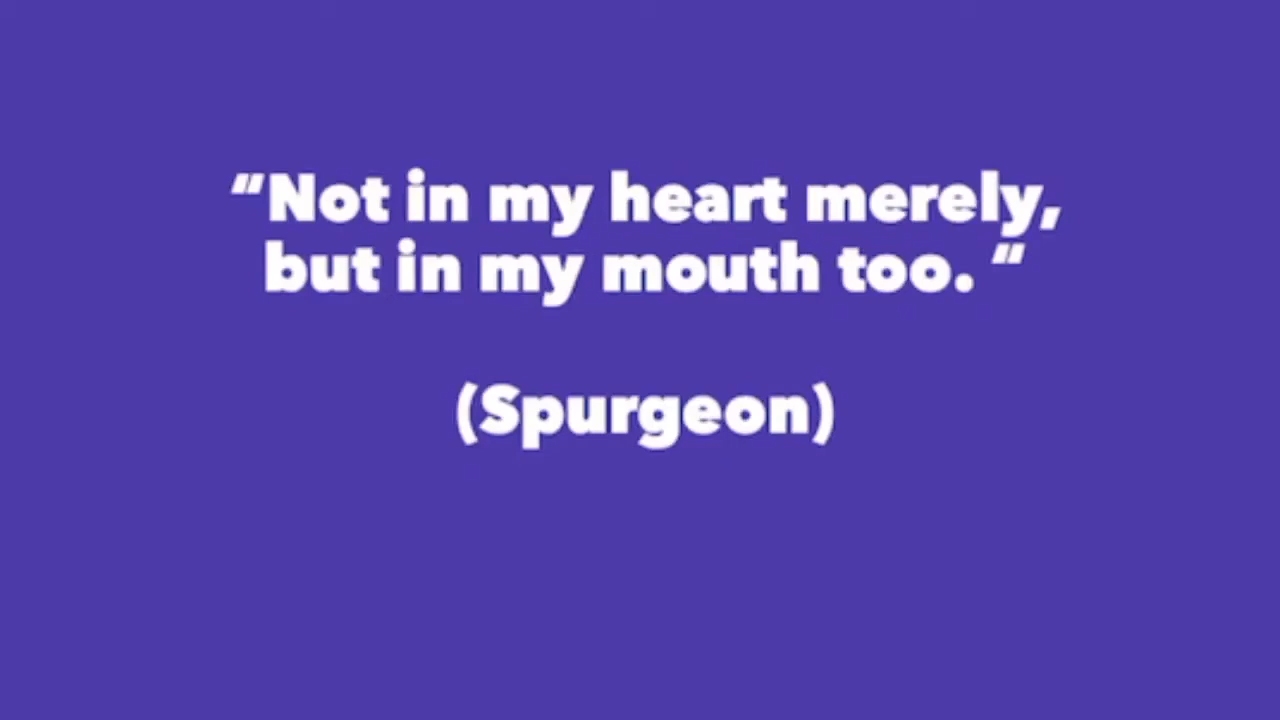 “Not in my heart merely,
but in my mouth too. “
(Spurgeon)